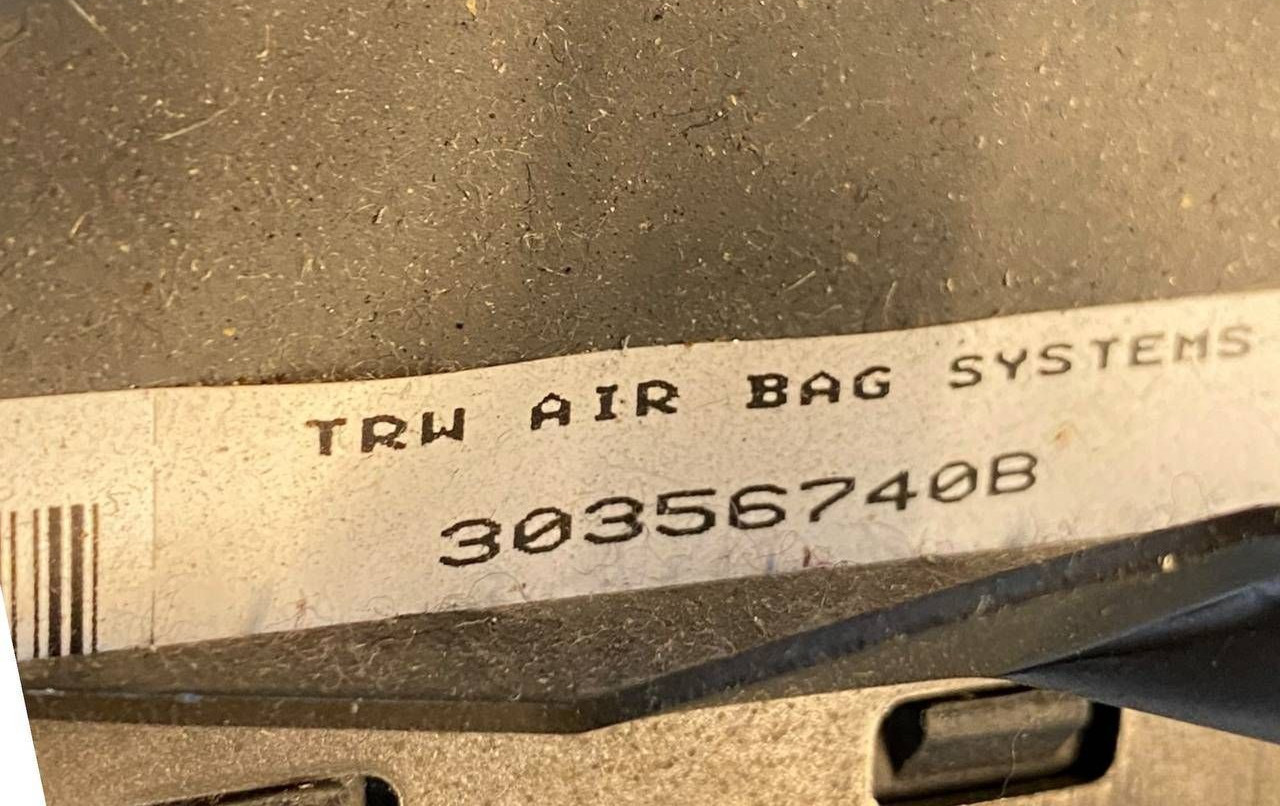 TRW AIR BAG SYSTEMS
30356740B